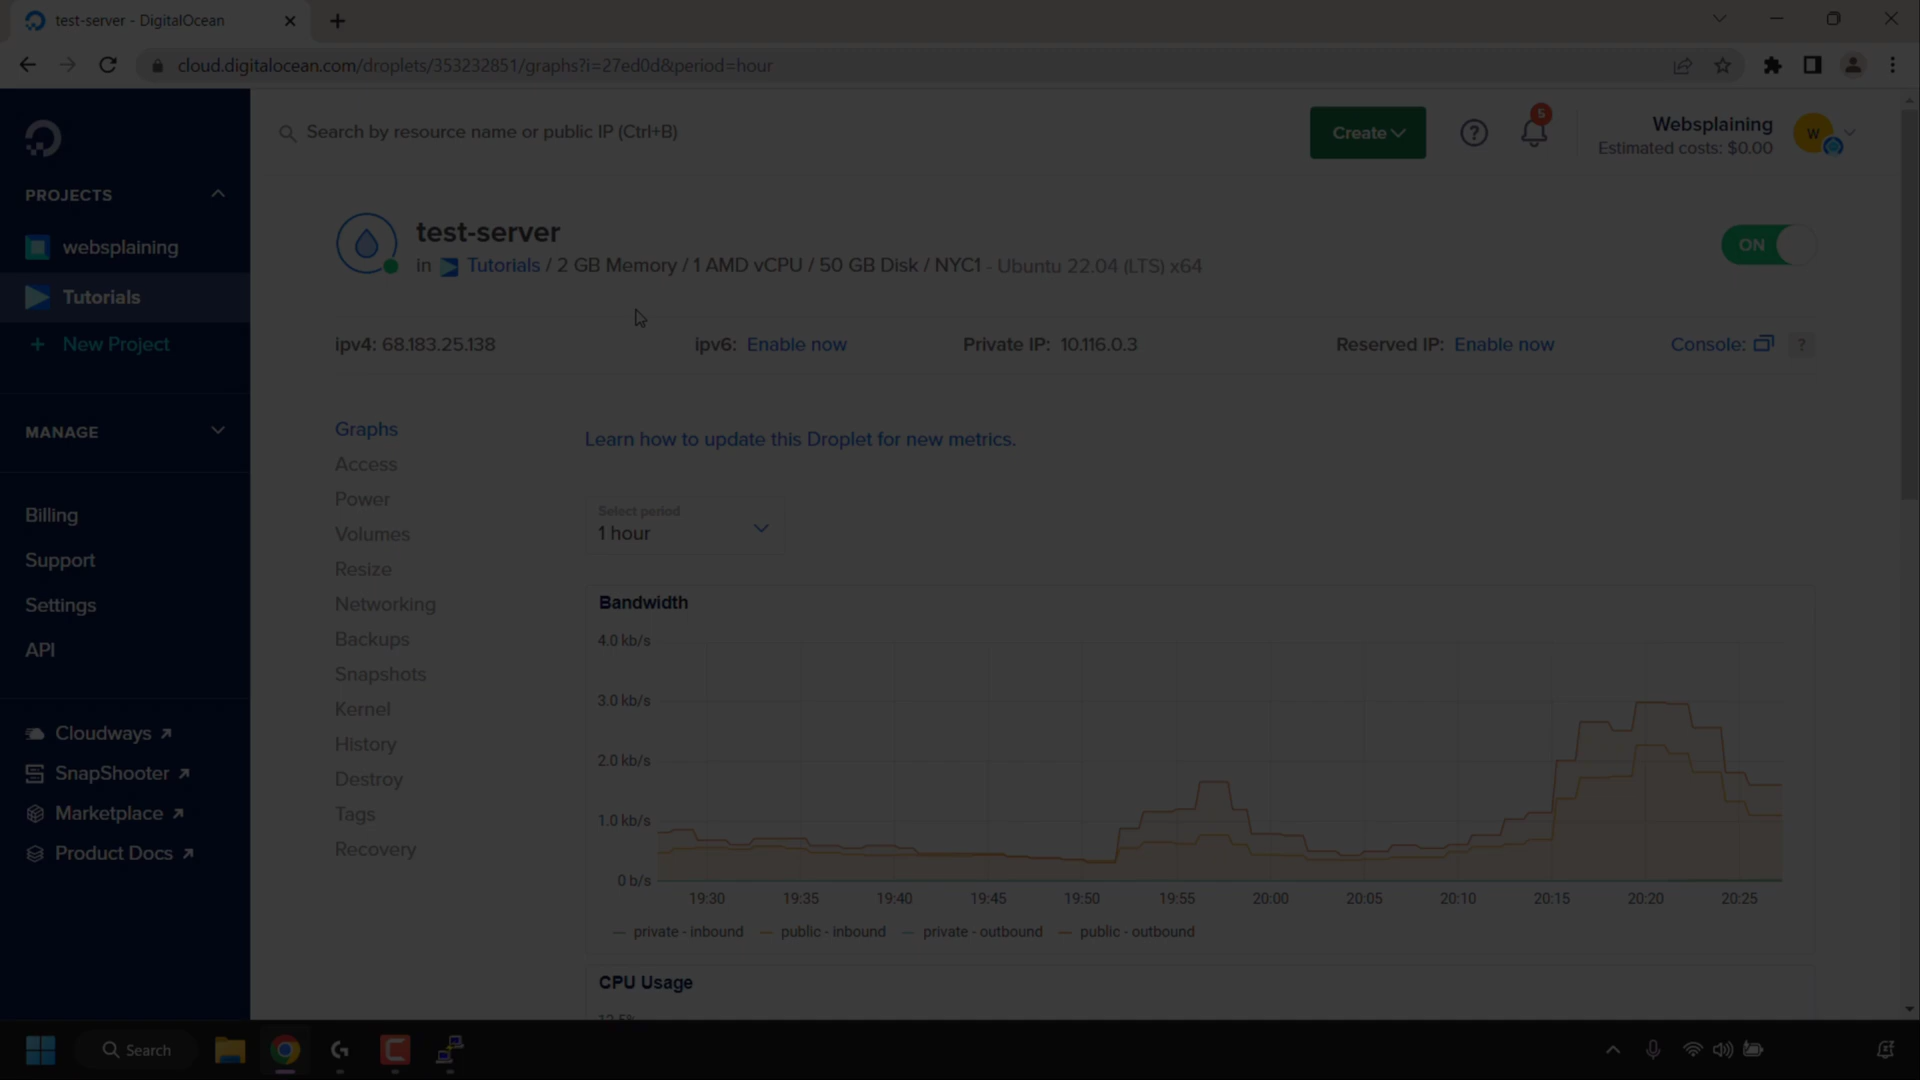 test-server - DigitalOcean
cloud.digitalocean.com/droplets/353232851/graphs?i=27ed0d&period=hour
Search by resource name or public IP (Ctrl+B)
Create
?
5
Websplaining
Estimated costs: $0.00
W
PROJECTS
websplaining
Tutorials
+ New Project
MANAGE
Billing
Support
Settings
API
Cloudways
SnapShooter
Marketplace
Product Docs
test-server
in Tutorials / 2 GB Memory / 1 AMD vCPU / 50 GB Disk / NYC1 - Ubuntu 22.04 (LTS) x64
ON
ipv4: 68.183.25.138
ipv6: Enable now
Private IP: 10.116.0.3
Reserved IP: Enable now
Console:
?
Graphs
Access
Power
Volumes
Resize
Networking
Backups
Snapshots
Kernel
History
Destroy
Tags
Recovery
Learn how to update this Droplet for new metrics.
Select period
1 hour
Bandwidth
4.0 kb/s
3.0 kb/s
2.0 kb/s
1.0 kb/s
0 b/s
19:30 19:35 19:40 19:45 19:50 19:55 20:00 20:05 20:10 20:15 20:20 20:25
private - inbound public - inbound private - outbound public - outbound
CPU Usage
12.5%
Search